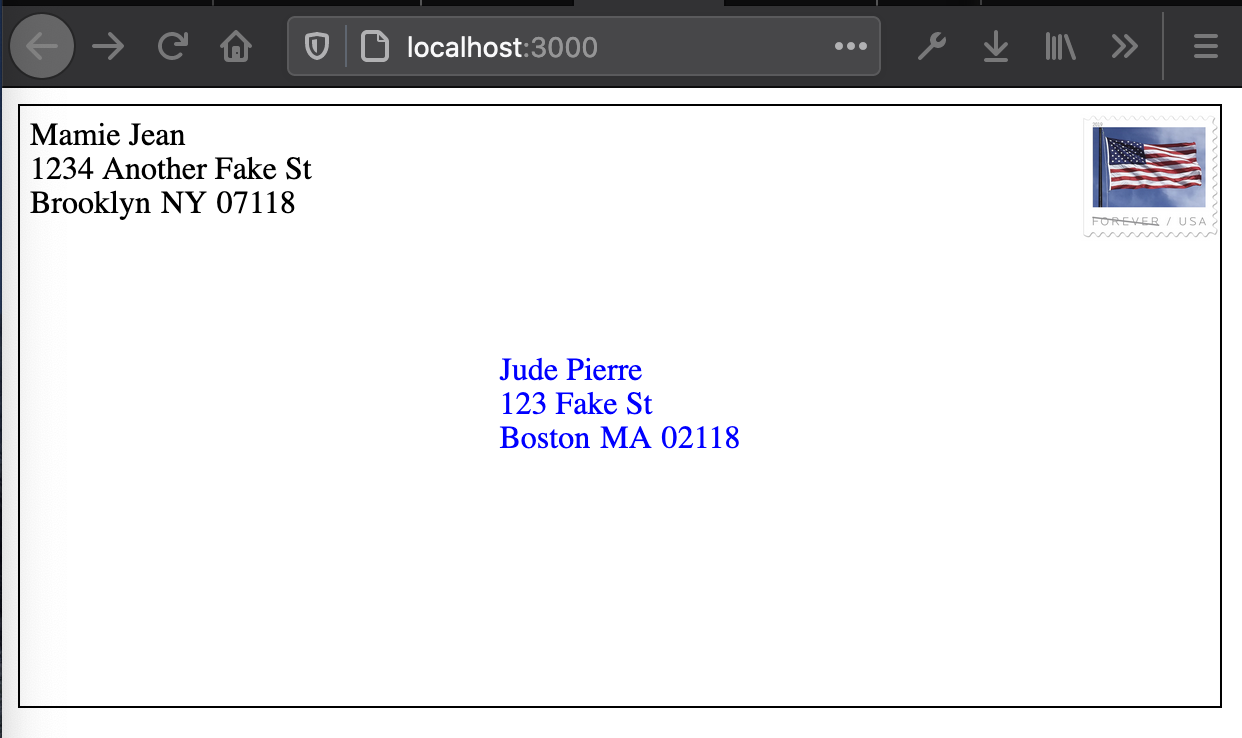 localhost:3000
Mamie Jean
1234 Another Fake St
Brooklyn NY 07118
FOREVER / USA
Jude Pierre
123 Fake St
Boston MA 02118